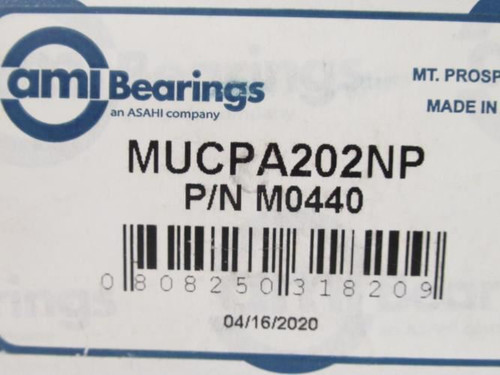 ami Bearings
an ASAHI company
MT. PROSP
MADE IN
MUCPA202NP
P/N M0440
0 808250 318209
04/16/2020